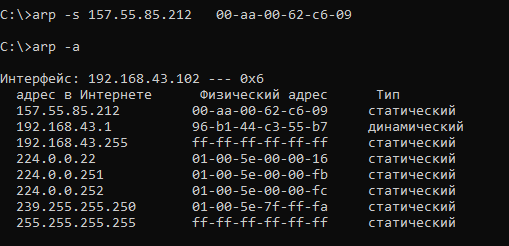 C:\>arp -s 157.55.85.212   00-aa-00-62-c6-09
C:\>arp -a
Интерфейс: 192.168.43.102 --- 0x6
  адрес в Интернете      Физический адрес      Тип
  157.55.85.212         00-aa-00-62-c6-09     статический
  192.168.43.1          96-b1-44-c3-55-b7     динамический
  192.168.43.255        ff-ff-ff-ff-ff-ff     статический
  224.0.0.22            01-00-5e-00-00-16     статический
  224.0.0.251           01-00-5e-00-00-fb     статический
  224.0.0.252           01-00-5e-00-00-fc     статический
  239.255.255.250       01-00-5e-7f-ff-fa     статический
  255.255.255.255       ff-ff-ff-ff-ff-ff     статический